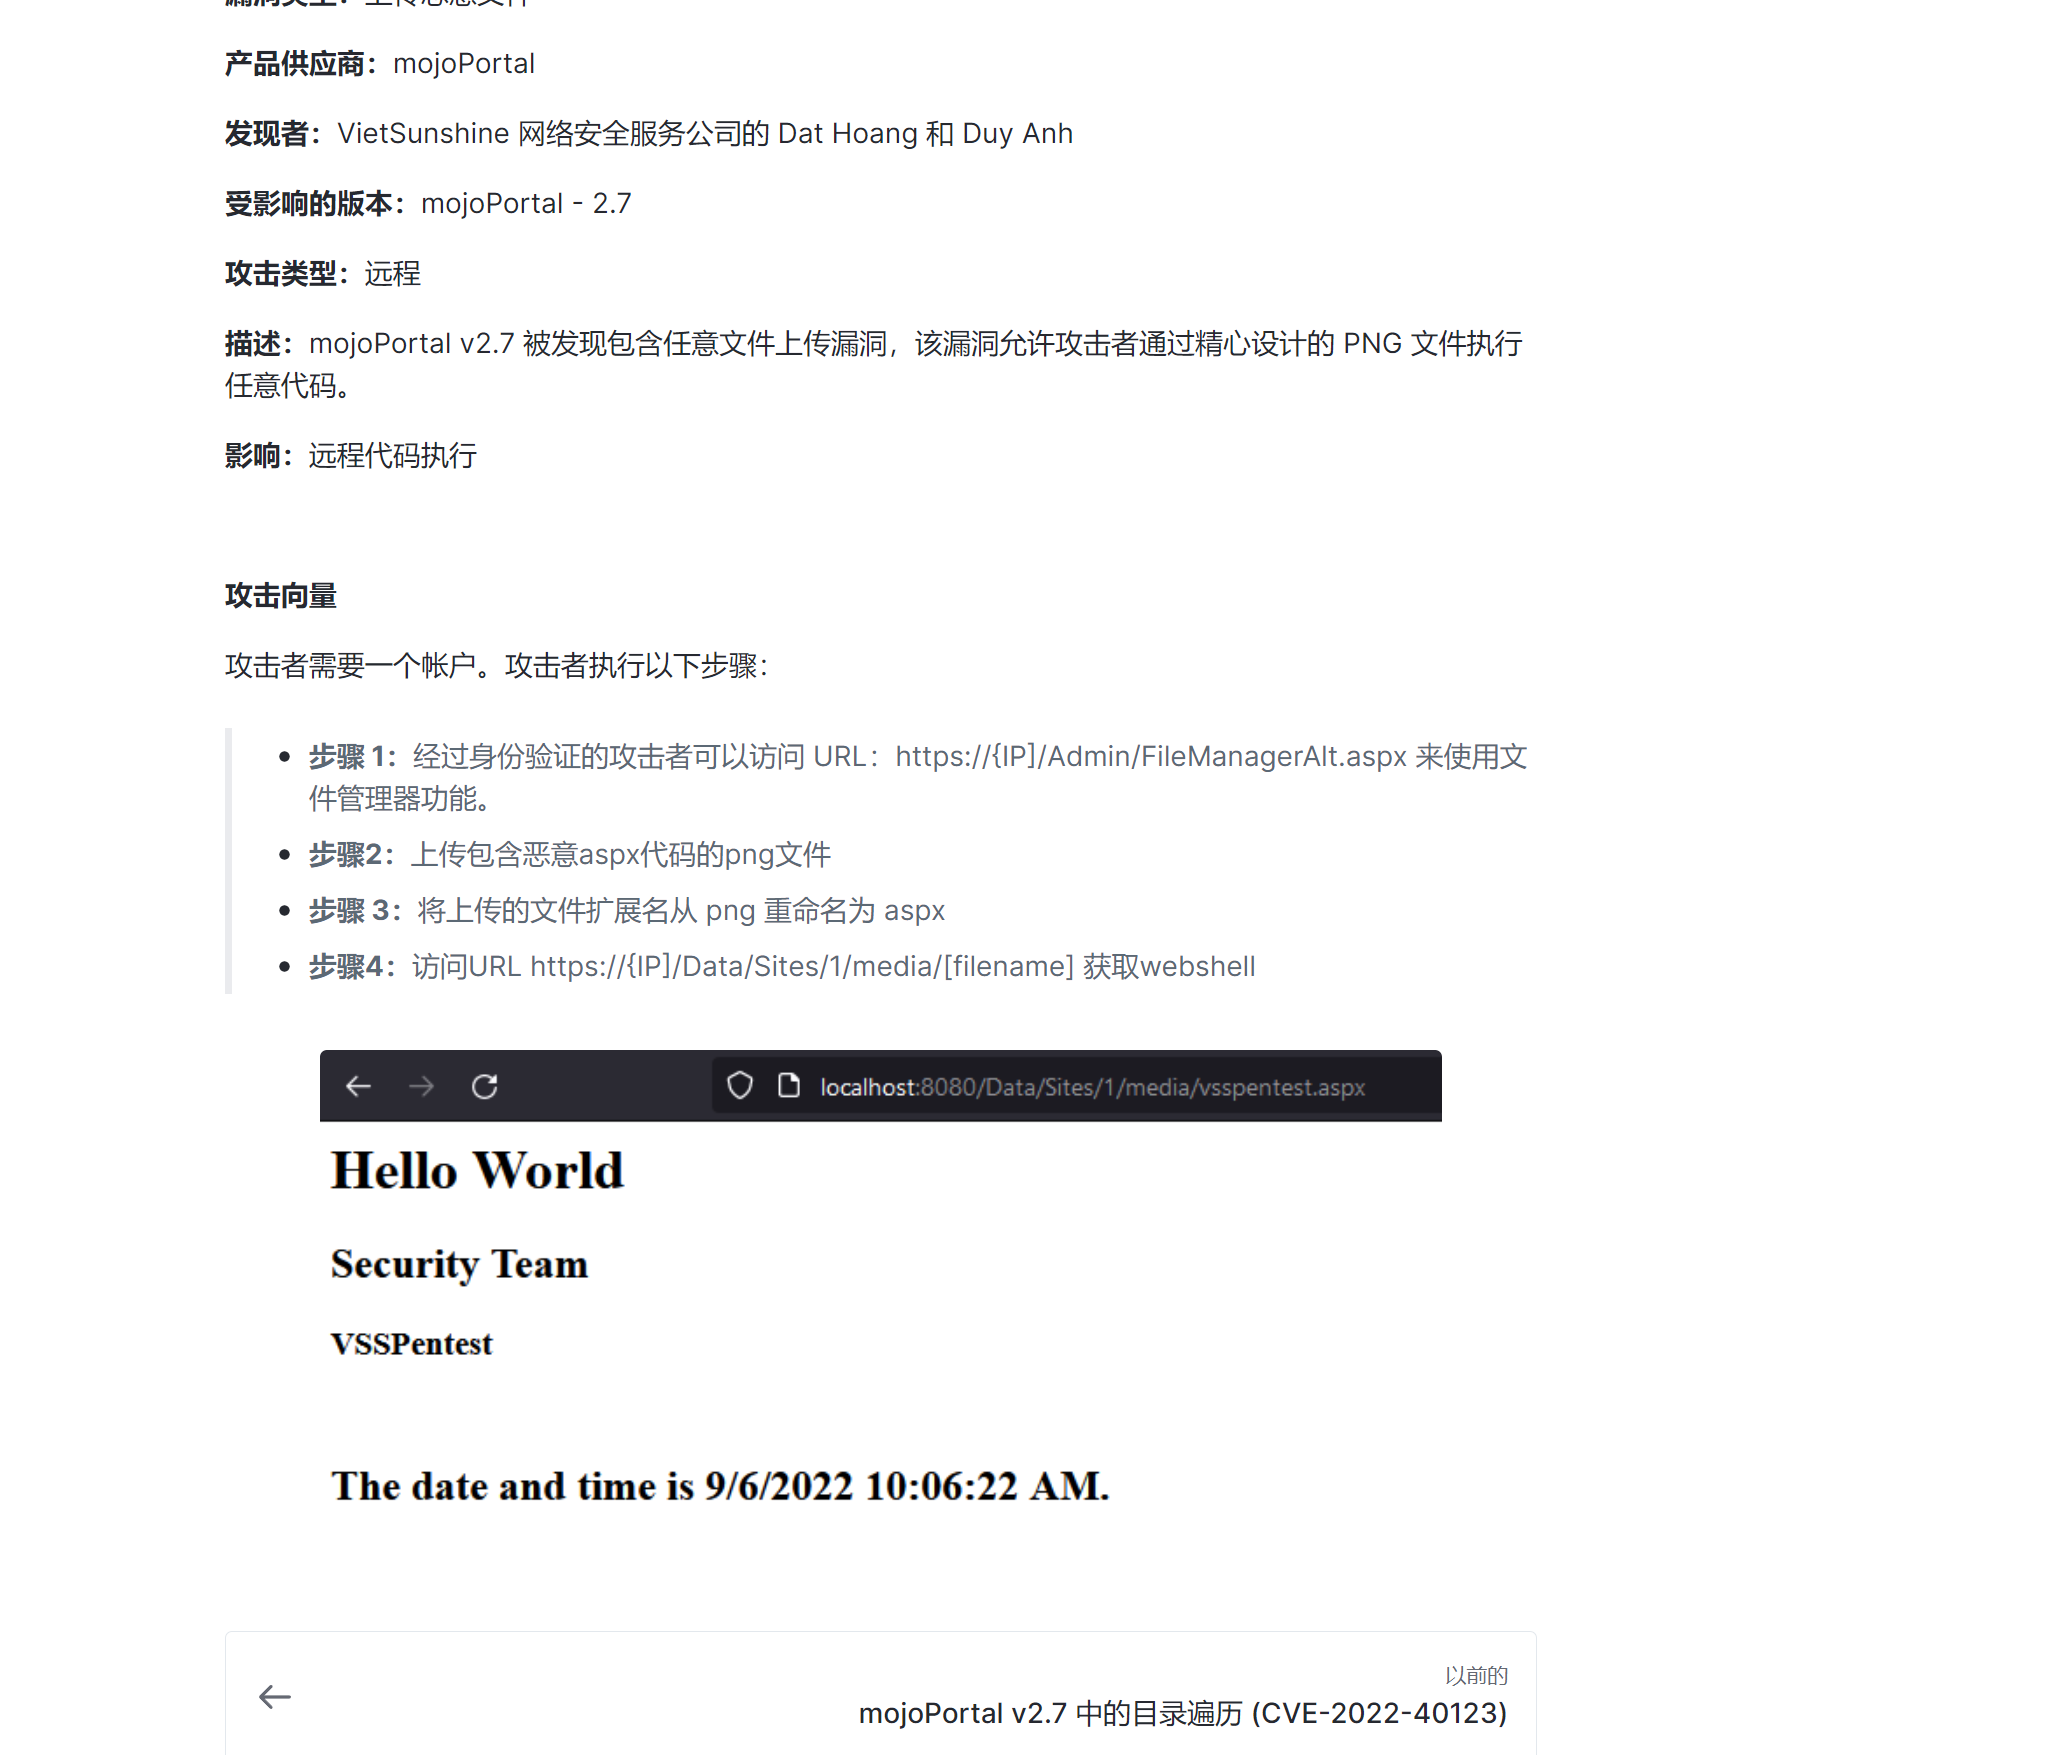 产品供应商：mojoPortal
发现者：VietSunshine 网络安全服务公司的 Dat Hoang 和 Duy Anh
受影响的版本：mojoPortal - 2.7
攻击类型：远程
描述：mojoPortal v2.7 被发现包含任意文件上传漏洞，该漏洞允许攻击者通过精心设计的 PNG 文件执行
任意代码。
影响：远程代码执行
攻击向量
攻击者需要一个帐户。攻击者执行以下步骤：
步骤 1：经过身份验证的攻击者可以访问 URL：https://{IP]/Admin/FileManagerAlt.aspx 来使用文
件管理器功能。
步骤2：上传包含恶意aspx代码的png文件
步骤 3：将上传的文件扩展名从 png 重命名为 aspx
步骤4：访问URL https://{IP]/Data/Sites/1/media/[filename] 获取webshell
localhost:8080/Data/Sites/1/media/vsspentest.aspx
Hello World
Security Team
VSSPentest
The date and time is 9/6/2022 10:06:22 AM.
以前的
mojoPortal v2.7 中的目录遍历 (CVE-2022-40123)